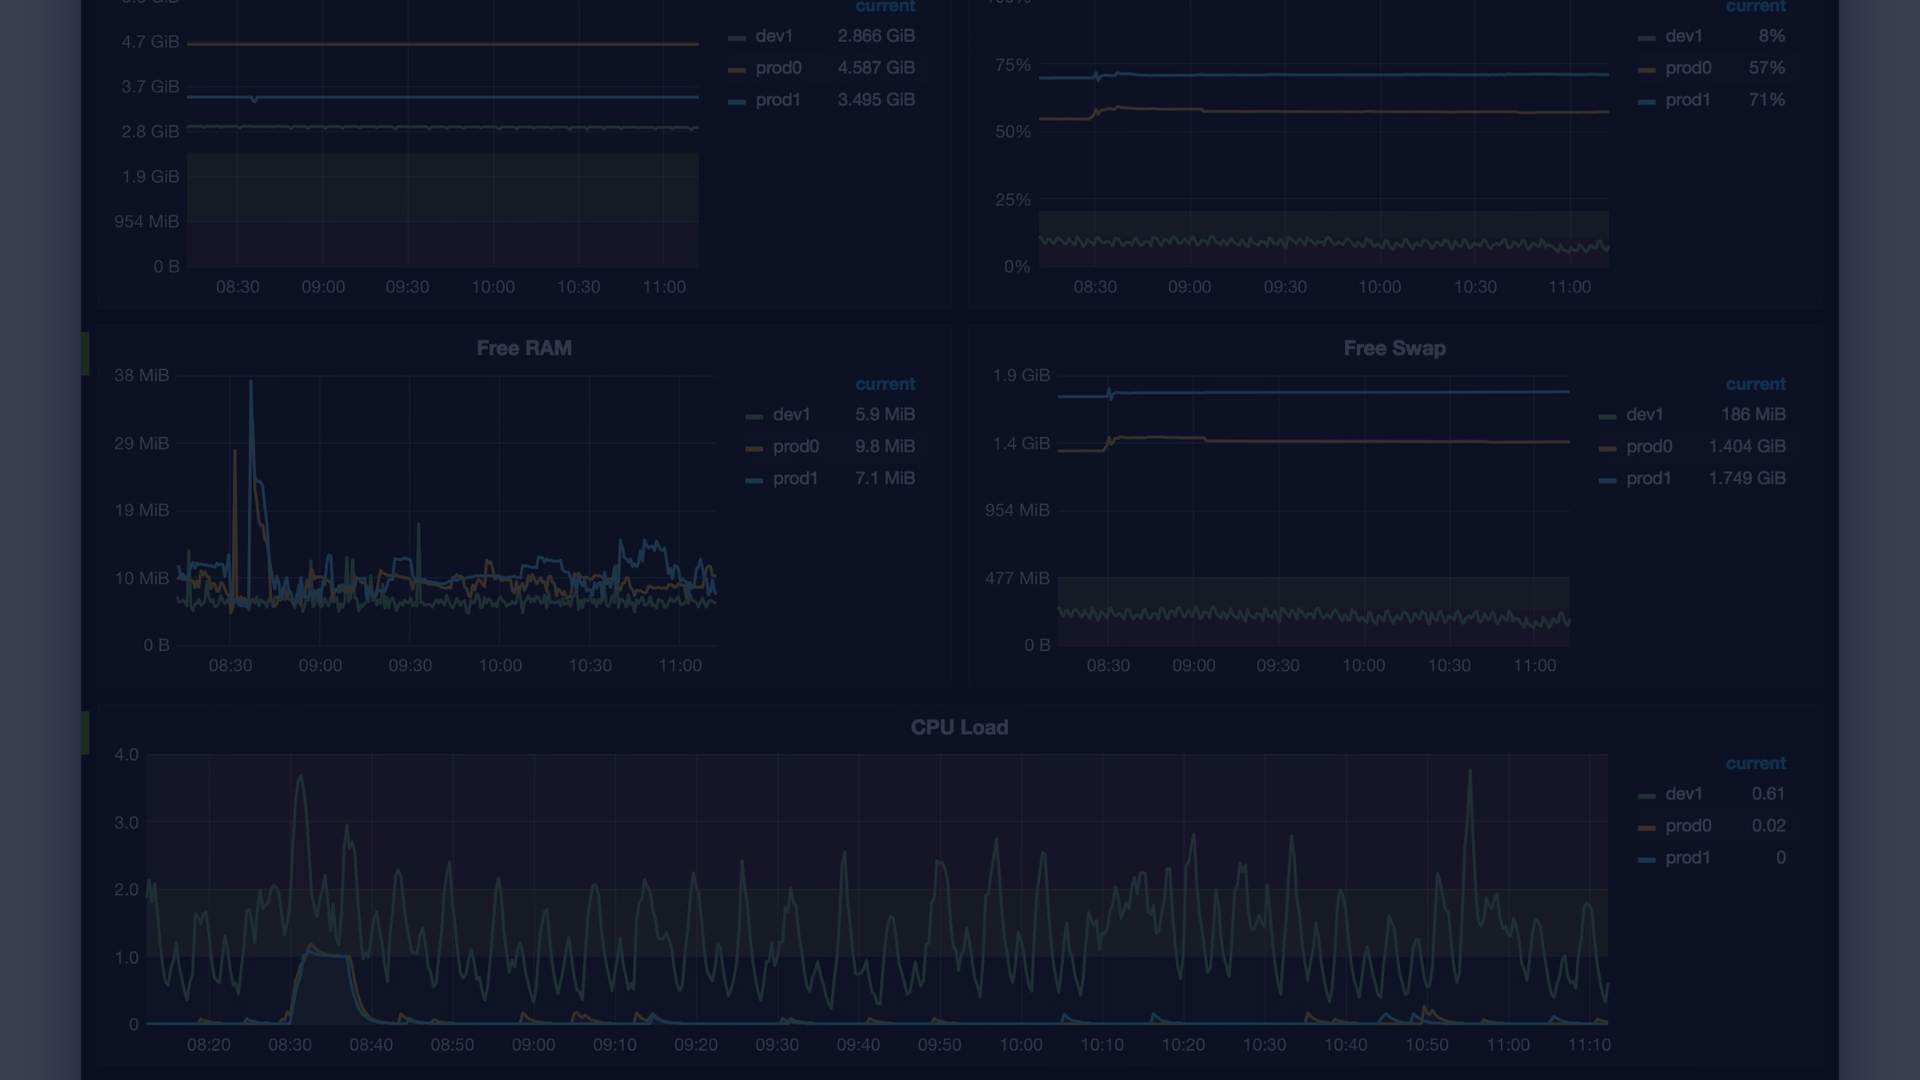 current
4.7 GiB
dev1 2.866 GiB
prod0 4.587 GiB
3.7 GiB
prod1 3.495 GiB
2.8 GiB
1.9 GiB
954 MiB
0 B
08:30 09:00 09:30 10:00 10:30 11:00
current
dev1 8%
75%
prod0 57%
prod1 71%
50%
25%
0%
08:30 09:00 09:30 10:00 10:30 11:00
Free RAM
38 MiB
current
dev1 5.9 MiB
29 MiB
prod0 9.8 MiB
prod1 7.1 MiB
19 MiB
10 MiB
0 B
08:30 09:00 09:30 10:00 10:30 11:00
Free Swap
1.9 GiB
current
dev1 186 MiB
1.4 GiB
prod0 1.404 GiB
prod1 1.749 GiB
954 MiB
477 MiB
0 B
08:30 09:00 09:30 10:00 10:30 11:00
CPU Load
4.0
current
dev1 0.61
3.0
prod0 0.02
prod1 0
2.0
1.0
0
08:20 08:30 08:40 08:50 09:00 09:10 09:20 09:30 09:40 09:50 10:00 10:10 10:20 10:30 10:40 10:50 11:00 11:10